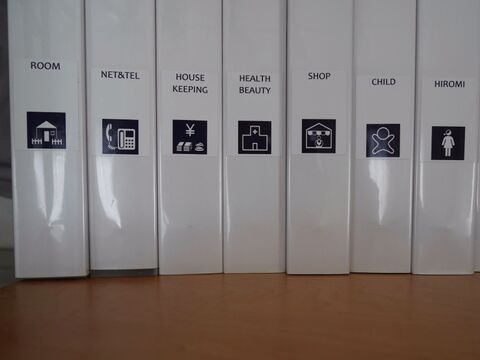 ROOM
NET&TEL
HOUSE
KEEPING
¥
HEALTH
BEAUTY
SHOP
CHILD
HIROMI